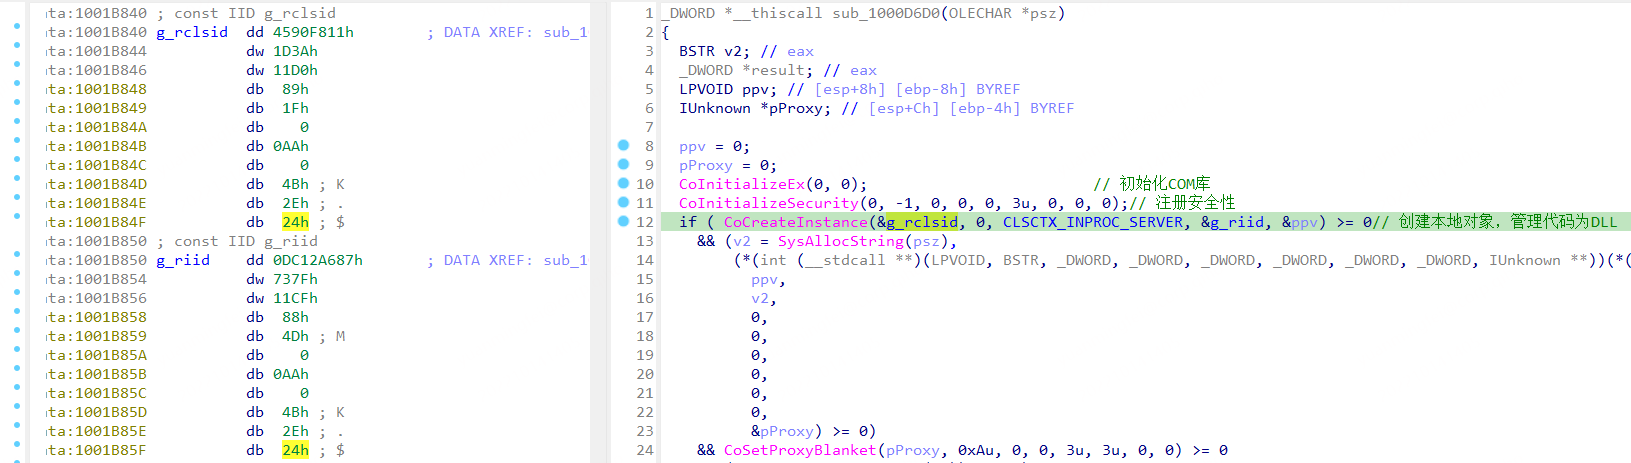 ıta:1001B840 ; const IID g_rclsid
ıta:1001B840 g_rclsid dd 4590F811h ; DATA XREF: sub_1
ıta:1001B844 dw 1D3Ah
ıta:1001B846 dw 11D0h
ıta:1001B848 db 89h
ıta:1001B849 db 1Fh
ıta:1001B84A db 0
ıta:1001B84B db 0AAh
ıta:1001B84C db 0
ıta:1001B84D db 4Bh ; K
ıta:1001B84E db 2Eh ; .
ıta:1001B84F db 24h ; $
ıta:1001B850 ; const IID g_riid
ıta:1001B850 g_riid dd 0DC12A687h ; DATA XREF: sub_1
ıta:1001B854 dw 737Fh
ıta:1001B856 dw 11CFh
ıta:1001B858 db 88h
ıta:1001B859 db 4Dh ; M
ıta:1001B85A db 0
ıta:1001B85B db 0AAh
ıta:1001B85C db 0
ıta:1001B85D db 4Bh ; K
ıta:1001B85E db 2Eh ; .
ıta:1001B85F db 24h ; $
1 _DWORD *__thiscall sub_1000D6D0(OLECHAR *psz)
2 {
3 BSTR v2; // eax
4 _DWORD *result; // eax
5 LPVOID ppv; // [esp+8h] [ebp-8h] BYREF
6 IUnknown *pProxy; // [esp+Ch] [ebp-4h] BYREF
7
8 ppv = 0;
9 pProxy = 0;
10 CoInitializeEx(0, 0); // 初始化COM库
11 CoInitializeSecurity(0, -1, 0, 0, 0, 3u, 0, 0, 0);// 注册安全性
12 if ( CoCreateInstance(&g_rclsid, 0, CLSCTX_INPROC_SERVER, &g_riid, &ppv) >= 0// 创建本地对象，管理代码为DLL
13 && (v2 = SysAllocString(psz),
14 (*(int (__stdcall **)(LPVOID, BSTR, _DWORD, _DWORD, _DWORD, _DWORD, _DWORD, _DWORD, IUnknown **))(*(
15 ppv,
16 v2,
17 0,
18 0,
19 0,
20 0,
21 0,
22 0,
23 &pProxy) >= 0)
24 && CoSetProxyBlanket(pProxy, 0xAu, 0, 0, 3u, 3u, 0, 0) >= 0